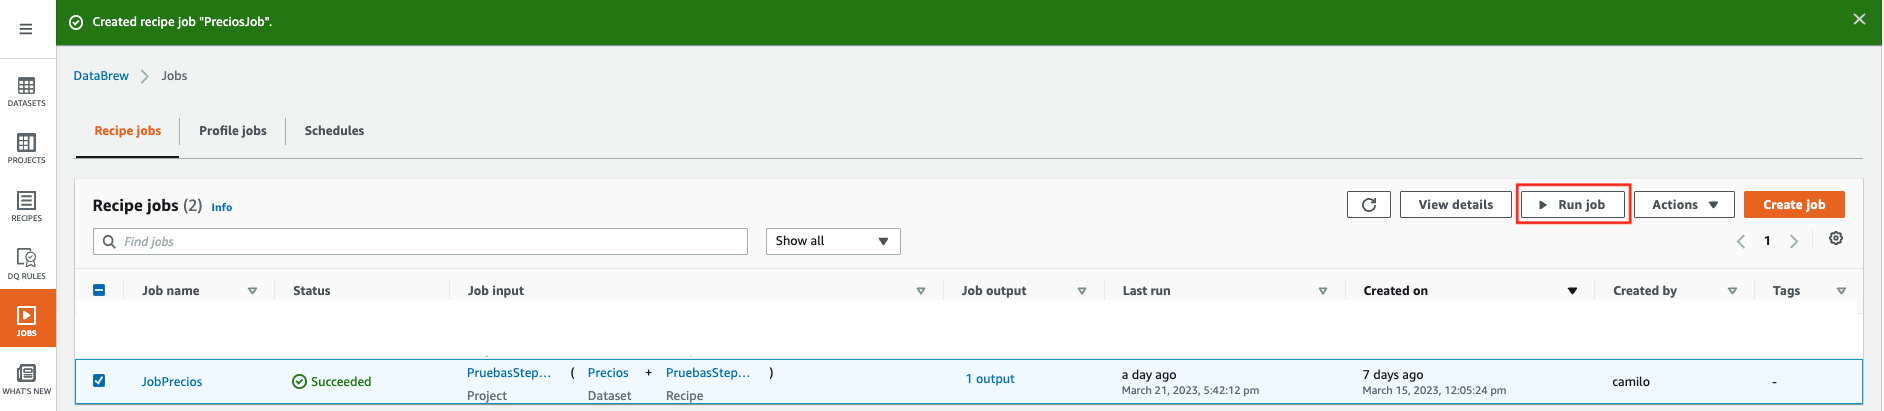 Created recipe job "PreciosJob".
DataBrew > Jobs
DATASETS
PROJECTS
RECIPES
DQ RULES
JOBS
WHAT'S NEW
Recipe jobs Profile jobs Schedules
Recipe jobs (2) Info
View details Run job Actions Create job
Find jobs Show all 1
Job name Status Job input Job output Last run Created on Created by Tags
JobPrecios Succeeded PruebasStep... ( Precios + PruebasStep... ) 1 output a day ago 7 days ago camilo -
Project Dataset Recipe March 21, 2023, 5:42:12 pm March 15, 2023, 12:05:24 pm